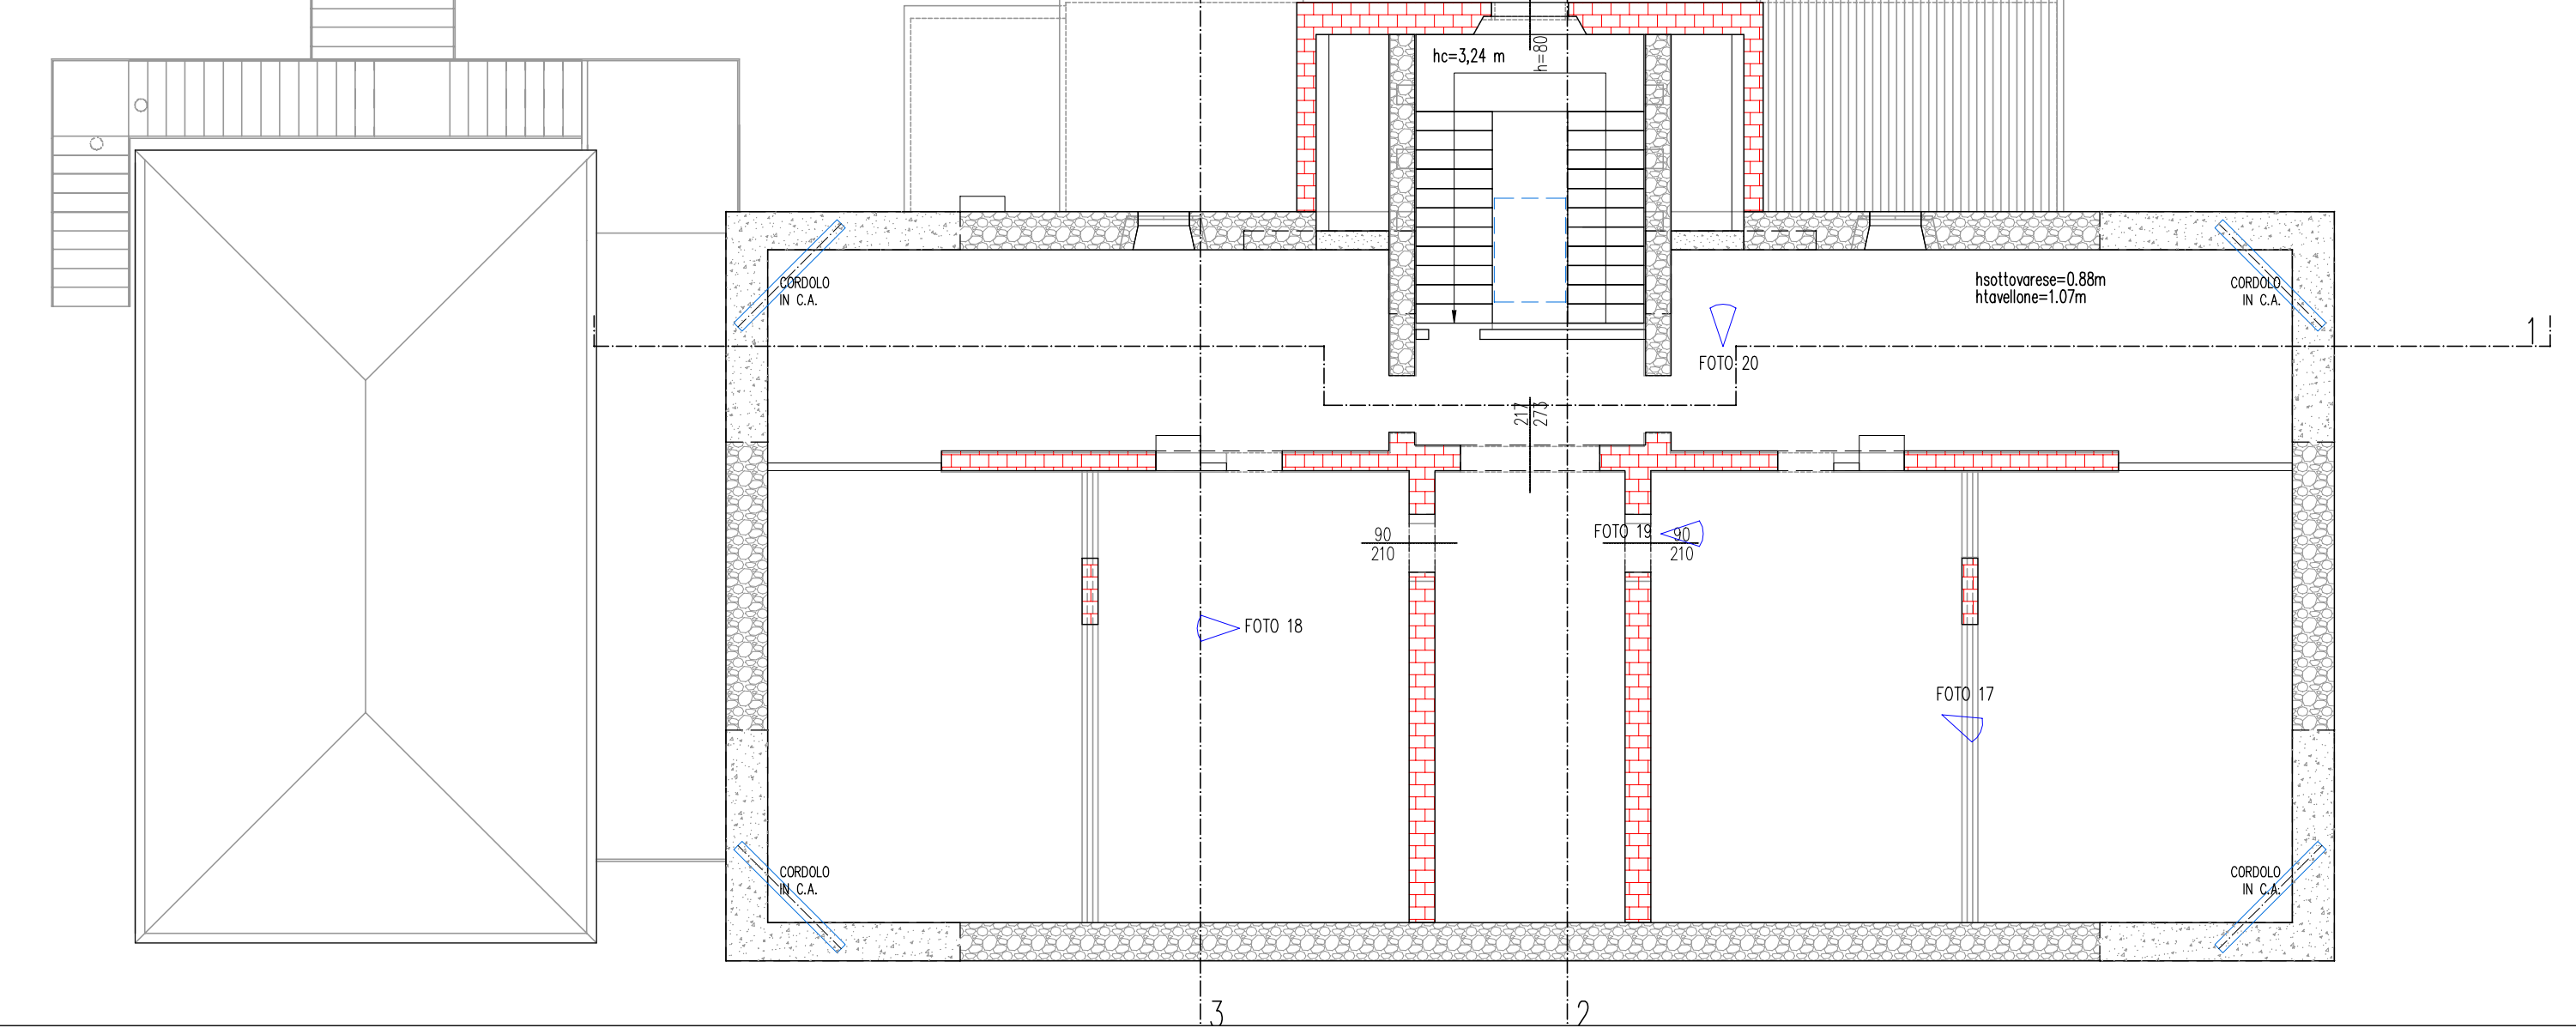 hc=3,24 m
h=80
CORDOLO
IN C.A.
hsottovarese=0.88m
htavellone=1.07m
CORDOLO
IN C.A.
1
FOTO 20
217
273
90
210
FOTO 19
90
210
FOTO 18
FOTO 17
CORDOLO
IN C.A.
CORDOLO
IN C.A.
3
2